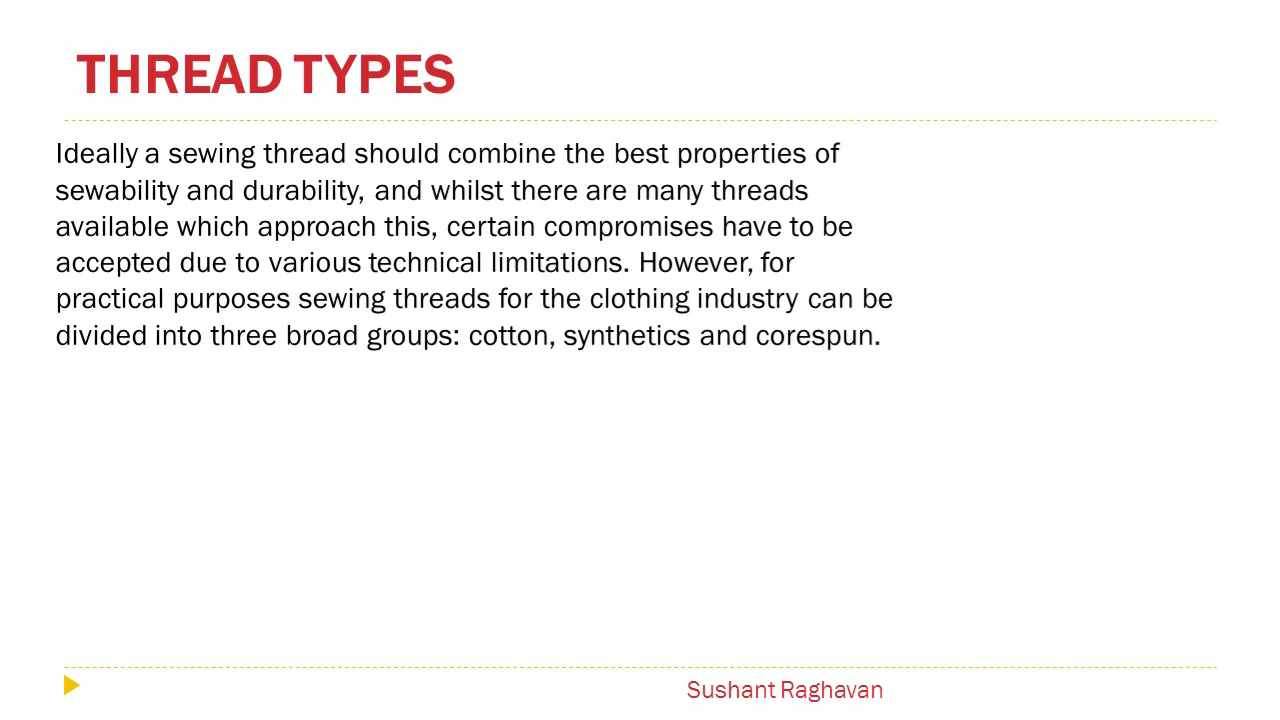 THREAD TYPES
Ideally a sewing thread should combine the best properties of
sewability and durability, and whilst there are many threads
available which approach this, certain compromises have to be
accepted due to various technical limitations. However, for
practical purposes sewing threads for the clothing industry can be
divided into three broad groups: cotton, synthetics and corespun.
Sushant Raghavan